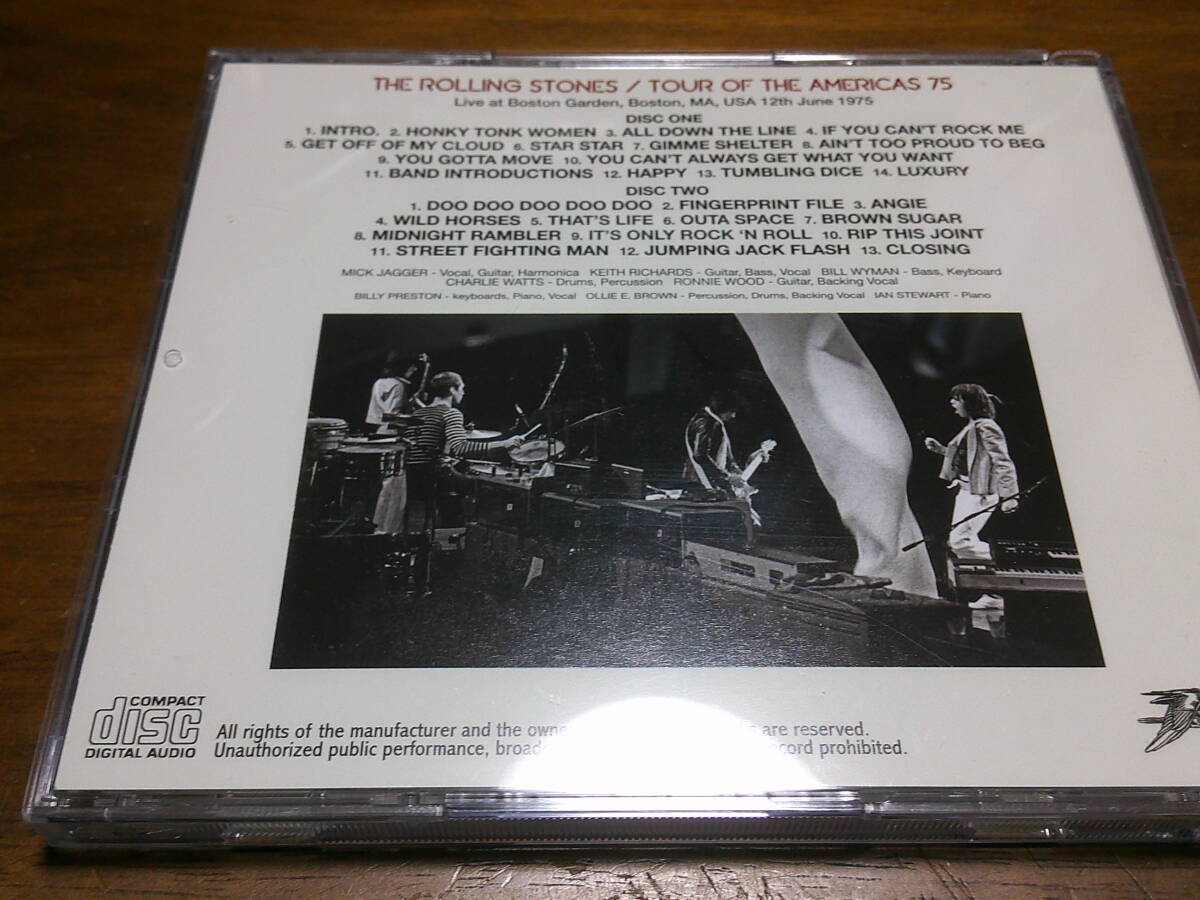 THE ROLLING STONES / TOUR OF THE AMERICAS 75
Live at Boston Garden, Boston, MA, USA 12th June 1975
DISC ONE
1. INTRO. 2. HONKY TONK WOMEN 3. ALL DOWN THE LINE 4. IF YOU CAN'T ROCK ME
5. GET OFF OF MY CLOUD 6. STAR STAR 7. GIMME SHELTER 8. AIN'T TOO PROUD TO BEG
9. YOU GOTTA MOVE 10. YOU CAN'T ALWAYS GET WHAT YOU WANT
11. BAND INTRODUCTIONS 12. HAPPY 13. TUMBLING DICE 14. LUXURY
DISC TWO
1. DOO DOO DOO DOO DOO 2. FINGERPRINT FILE 3. ANGIE
4. WILD HORSES 5. THAT'S LIFE 6. OUTA SPACE 7. BROWN SUGAR
8. MIDNIGHT RAMBLER 9. IT'S ONLY ROCK 'N ROLL 10. RIP THIS JOINT
11. STREET FIGHTING MAN 12. JUMPING JACK FLASH 13. CLOSING
MICK JAGGER - Vocal, Guitar, Harmonica KEITH RICHARDS - Guitar, Bass, Vocal BILL WYMAN - Bass, Keyboard
CHARLIE WATTS - Drums, Percussion RONNIE WOOD - Guitar, Backing Vocal
BILLY PRESTON - keyboards, Piano, Vocal OLLIE E. BROWN - Percussion, Drums, Backing Vocal IAN STEWART - Piano
COMPACT
disc
DIGITAL AUDIO
All rights of the manufacturer and the are reserved.
Unauthorized public performance, prohibited.